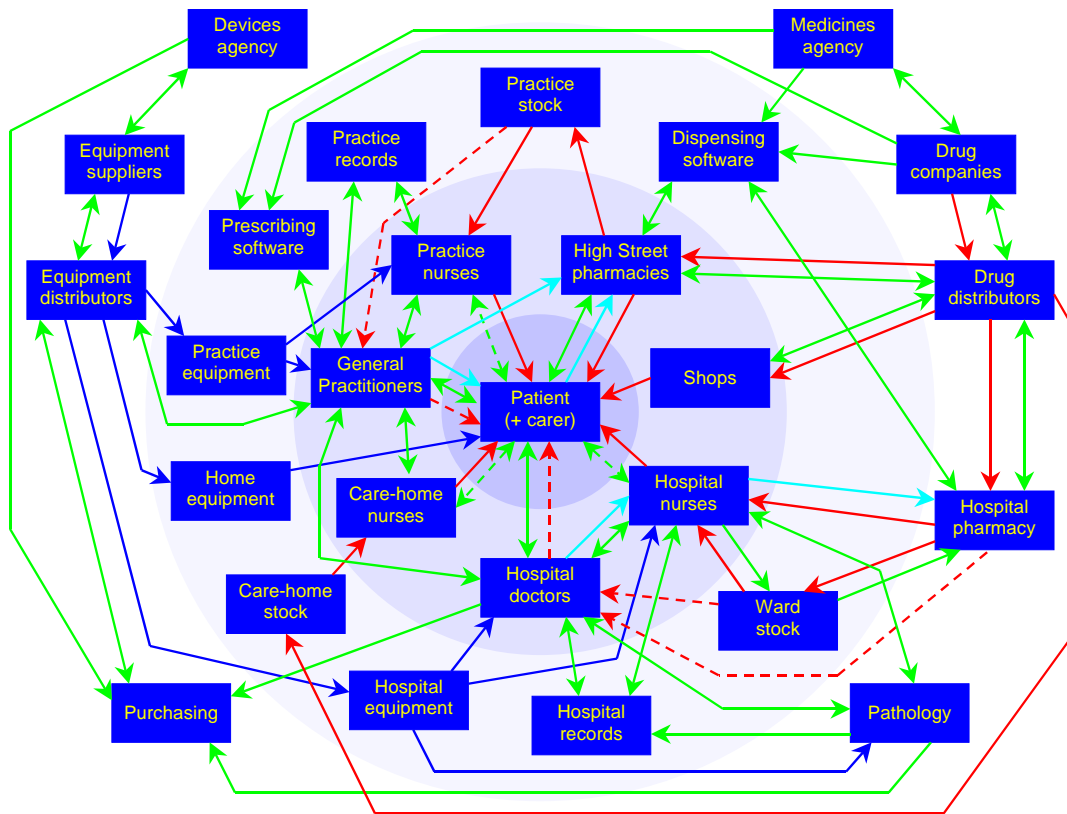 Devices
agency
Medicines
agency
Practice
stock
Practice
records
Dispensing
software
Equipment
suppliers
Drug
companies
Prescribing
software
Practice
nurses
High Street
pharmacies
Equipment
distributors
Drug
distributors
Practice
equipment
General
Practitioners
Shops
Patient
(+ carer)
Home
equipment
Care-home
nurses
Hospital
nurses
Hospital
pharmacy
Care-home
stock
Hospital
doctors
Ward
stock
Purchasing
Hospital
equipment
Hospital
records
Pathology